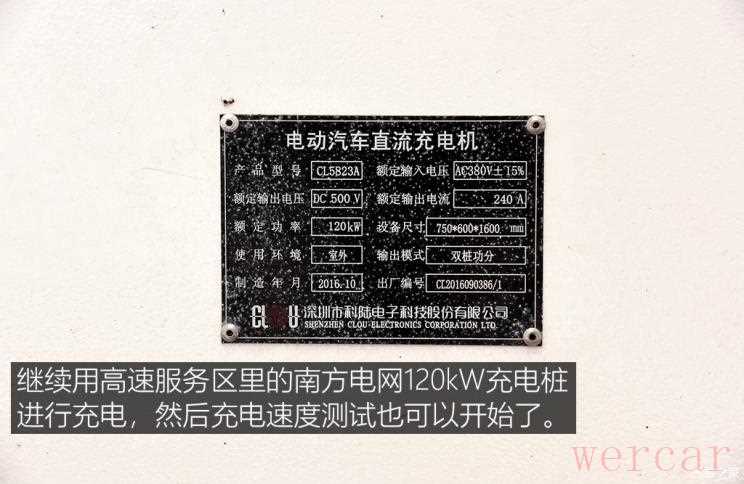 电动汽车直流充电机
产品型号 CL5823A 额定输入电压 AC380V±15%
额定输出电压 DC 500 V 额定输出电流 240 A
额定功率 120kW 设备尺寸 750*600*1600 mm
使用环境 室外 输出模式 双桩功分
制造年月 2016.10 出厂编号 CL2016090386/1
CLOU 深圳市科陆电子科技股份有限公司
SHENZHEN CLOU-ELECTRONICS CORPORATION LTD.
继续用高速服务区里的南方电网120kW充电桩
进行充电，然后充电速度测试也可以开始了。
wercar